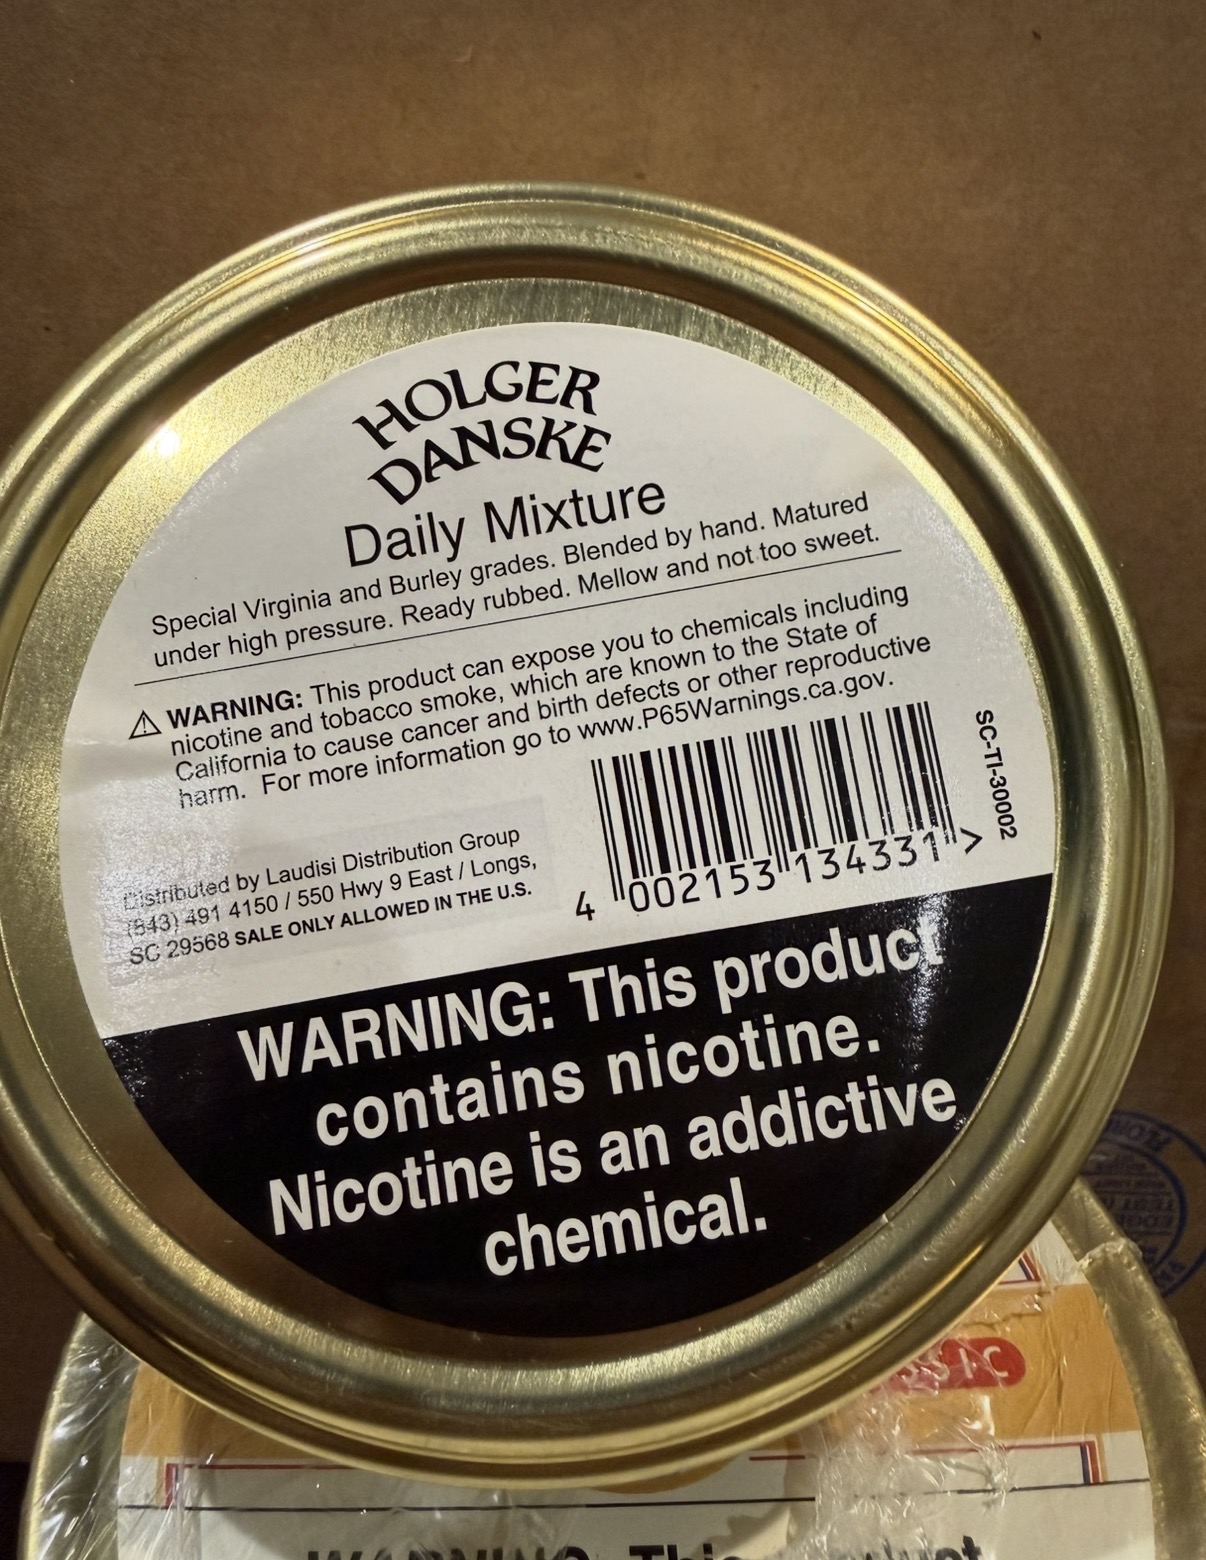 HOLGER
DANSKE
Daily Mixture
Special Virginia and Burley grades. Blended by hand. Matured
under high pressure. Ready rubbed. Mellow and not too sweet.
⚠ WARNING: This product can expose you to chemicals including
nicotine and tobacco smoke, which are known to the State of
California to cause cancer and birth defects or other reproductive
harm. For more information go to www.P65Warnings.ca.gov.
SC-TI-30002
Distributed by Laudisi Distribution Group
(843) 491 4150 / 550 Hwy 9 East / Longs,
SC 29568 SALE ONLY ALLOWED IN THE U.S.
4 002153 134331 >
WARNING: This product
contains nicotine.
Nicotine is an addictive
chemical.
WARNING: This product